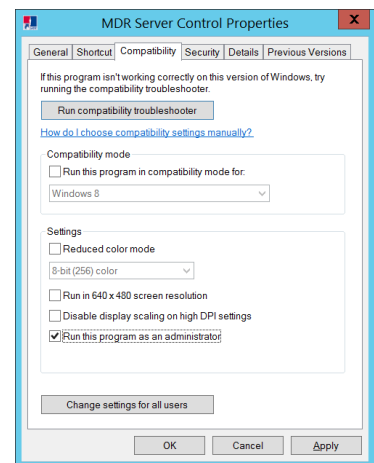 MDR Server Control Properties
X
General Shortcut Compatibility Security Details Previous Versions
If this program isn't working correctly on this version of Windows, try
running the compatibility troubleshooter.
Run compatibility troubleshooter
How do I choose compatibility settings manually?
Compatibility mode
Run this program in compatibility mode for:
Windows 8
Settings
Reduced color mode
8-bit (256) color
Run in 640 x 480 screen resolution
Disable display scaling on high DPI settings
Run this program as an administrator
Change settings for all users
OK Cancel Apply